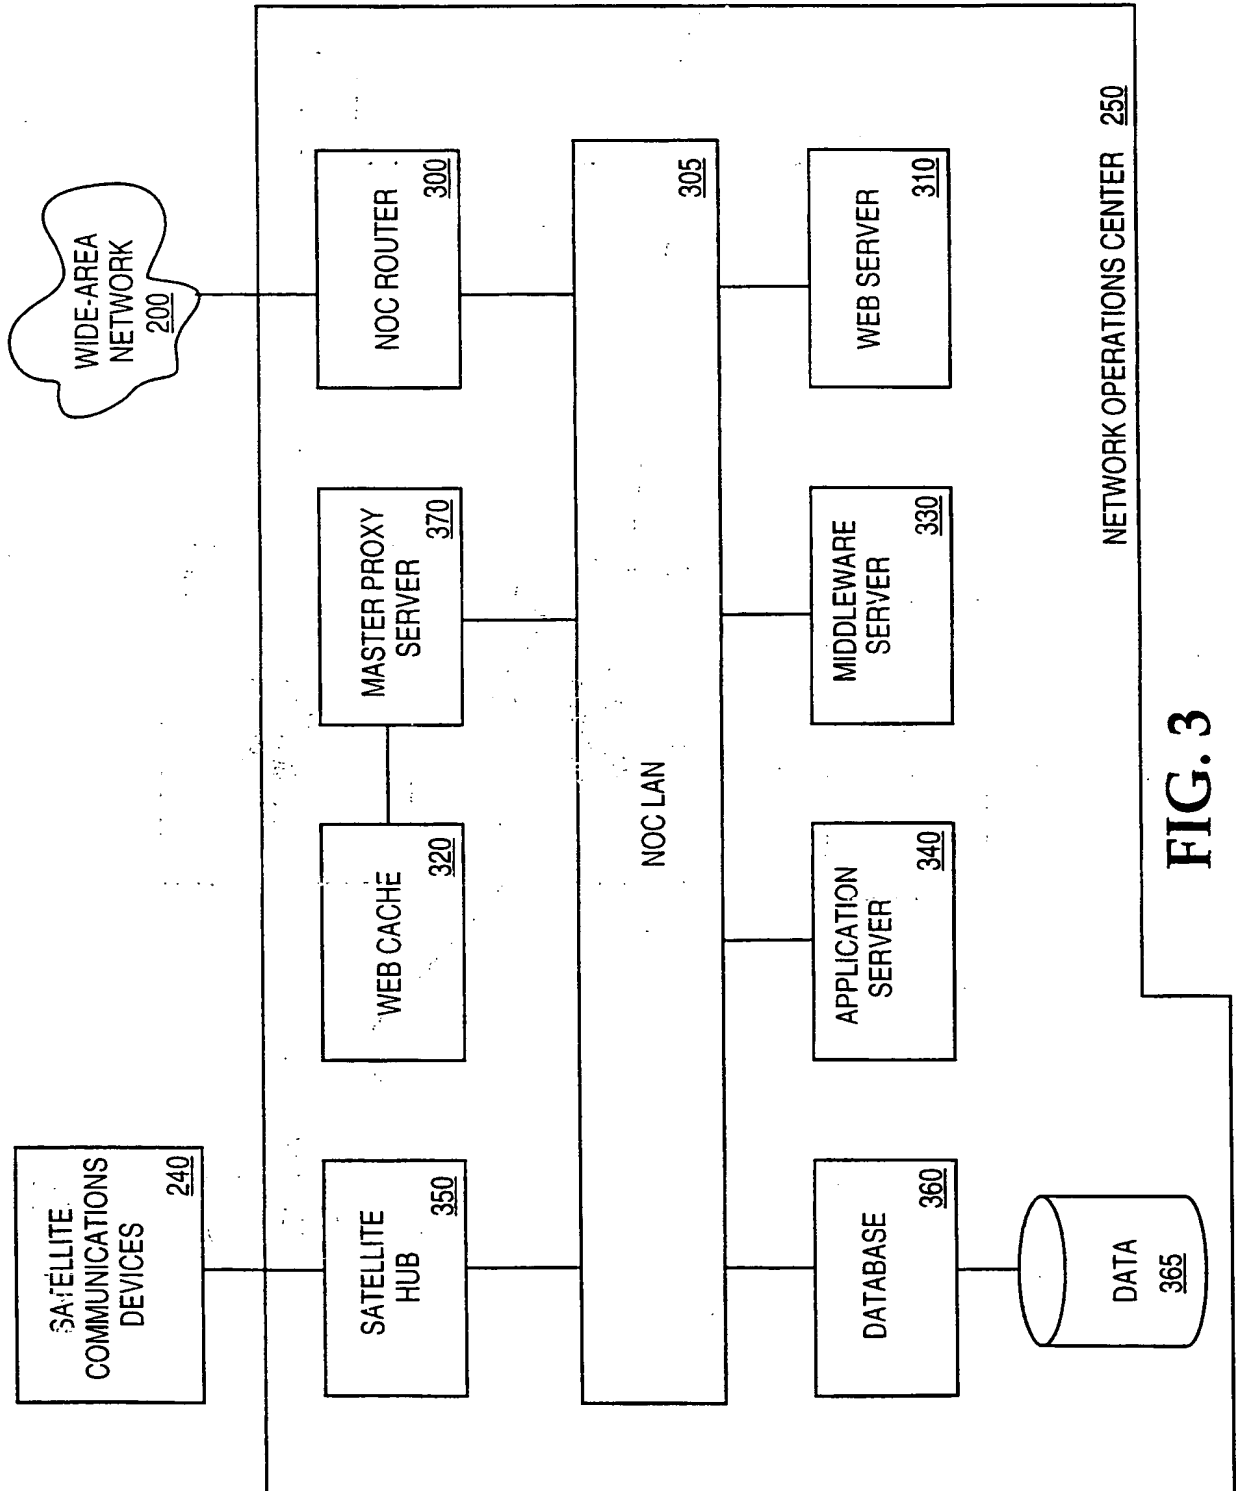 SATELLITE
COMMUNICATIONS
DEVICES
240
WIDE-AREA
NETWORK
200
SATELLITE
HUB
350
WEB CACHE
320
MASTER PROXY
SERVER
370
NOC ROUTER
300
NOC LAN
305
DATABASE
360
APPLICATION
SERVER
340
MIDDLEWARE
SERVER
330
WEB SERVER
310
DATA
365
NETWORK OPERATIONS CENTER 250
FIG. 3